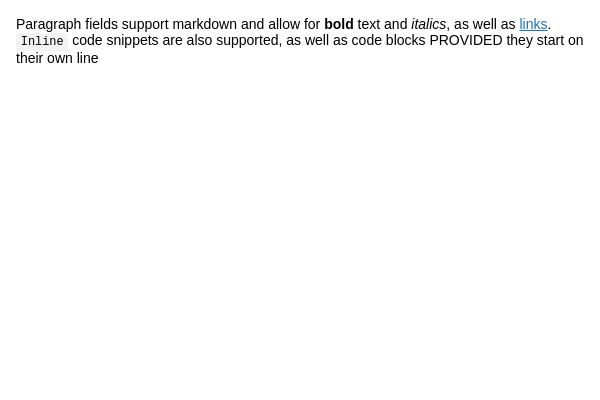 Paragraph fields support markdown and allow for bold text and italics, as well as links.
Inline code snippets are also supported, as well as code blocks PROVIDED they start on
their own line